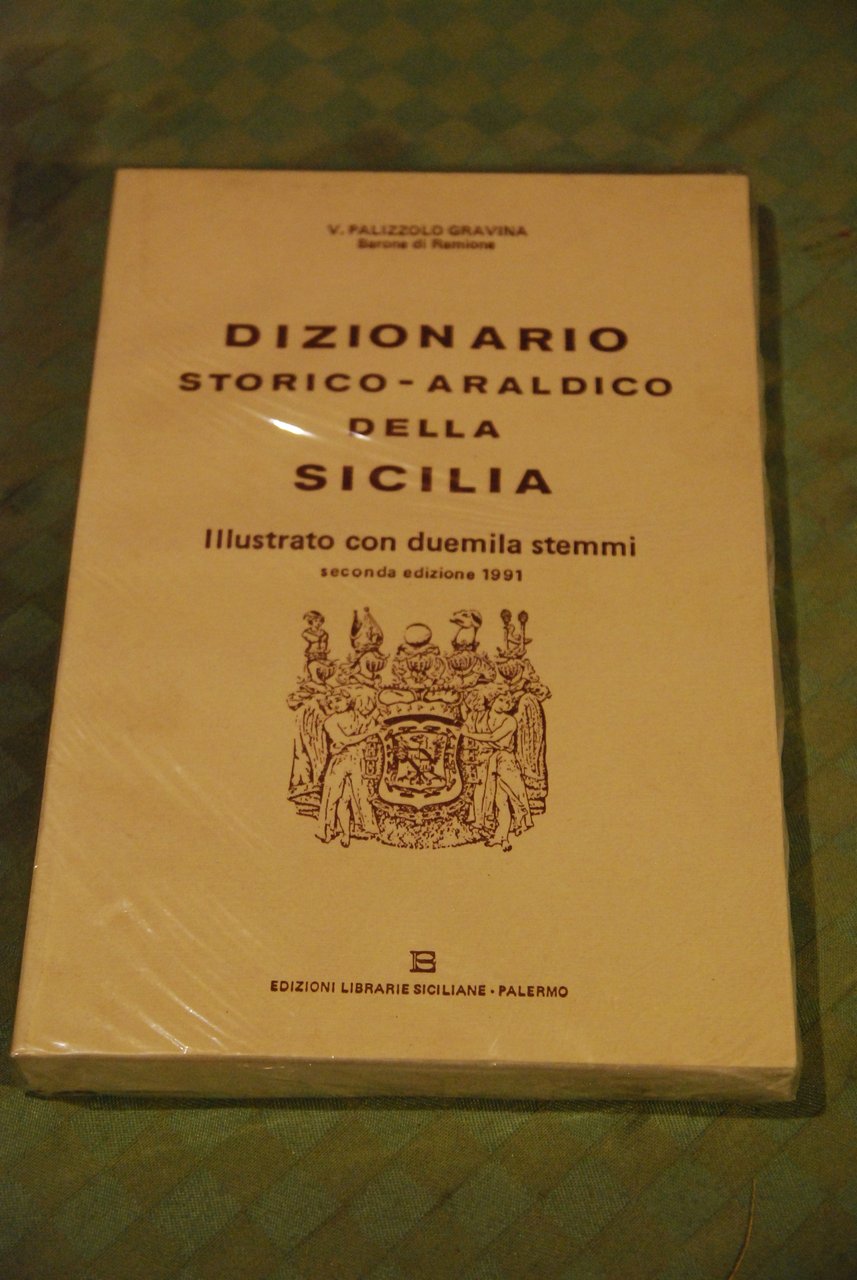 V. PALIZZOLO GRAVINA
Barone di Ramione
DIZIONARIO
STORICO-ARALDICO
DELLA
SICILIA
Illustrato con duemila stemmi
seconda edizione 1991
EDIZIONI LIBRARIE SICILIANE • PALERMO